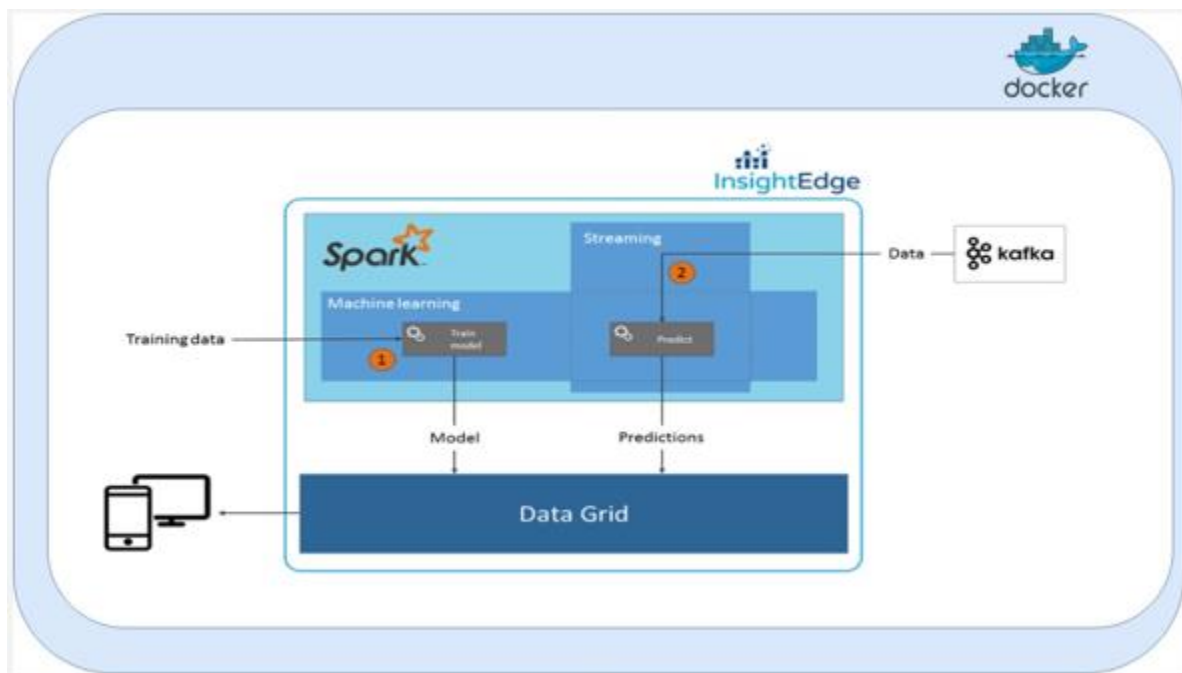 docker
InsightEdge
Spark
Streaming
Data
kafka
2
Machine learning
Training data
Train
model
Predict
1
Model
Predictions
Data Grid